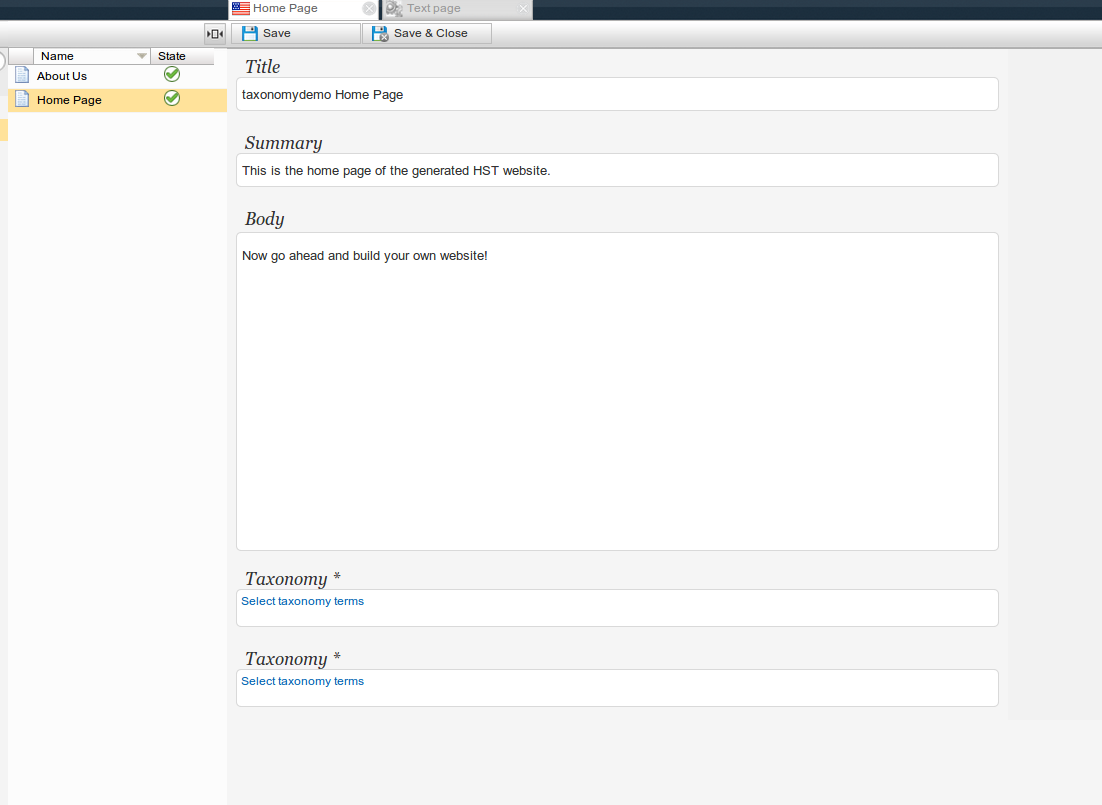 Home Page
Text page
Save
Save & Close
Name
State
About Us
Home Page
Title
taxonomydemo Home Page
Summary
This is the home page of the generated HST website.
Body
Now go ahead and build your own website!
Taxonomy *
Select taxonomy terms
Taxonomy *
Select taxonomy terms